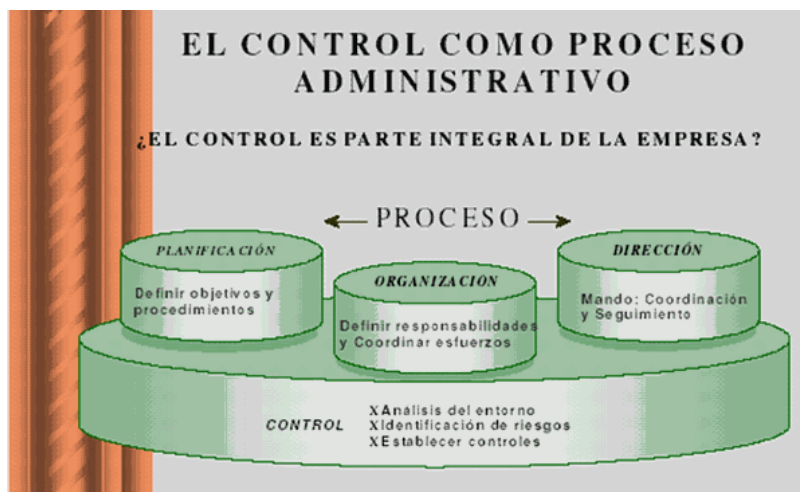 EL CONTROL COMO PROCESO
ADMINISTRATIVO
¿EL CONTROL ES PARTE INTEGRAL DE LA EMPRESA?
PROCESO
PLANIFICACIÓN
Definir objetivos y
procedimientos
ORGANIZACIÓN
Definir responsabilidades
y Coordinar esfuerzos
DIRECCIÓN
Mando: Coordinación
y Seguimiento
CONTROL
XAnálisis del entorno
XIdentificación de riesgos
XEstablecer controles